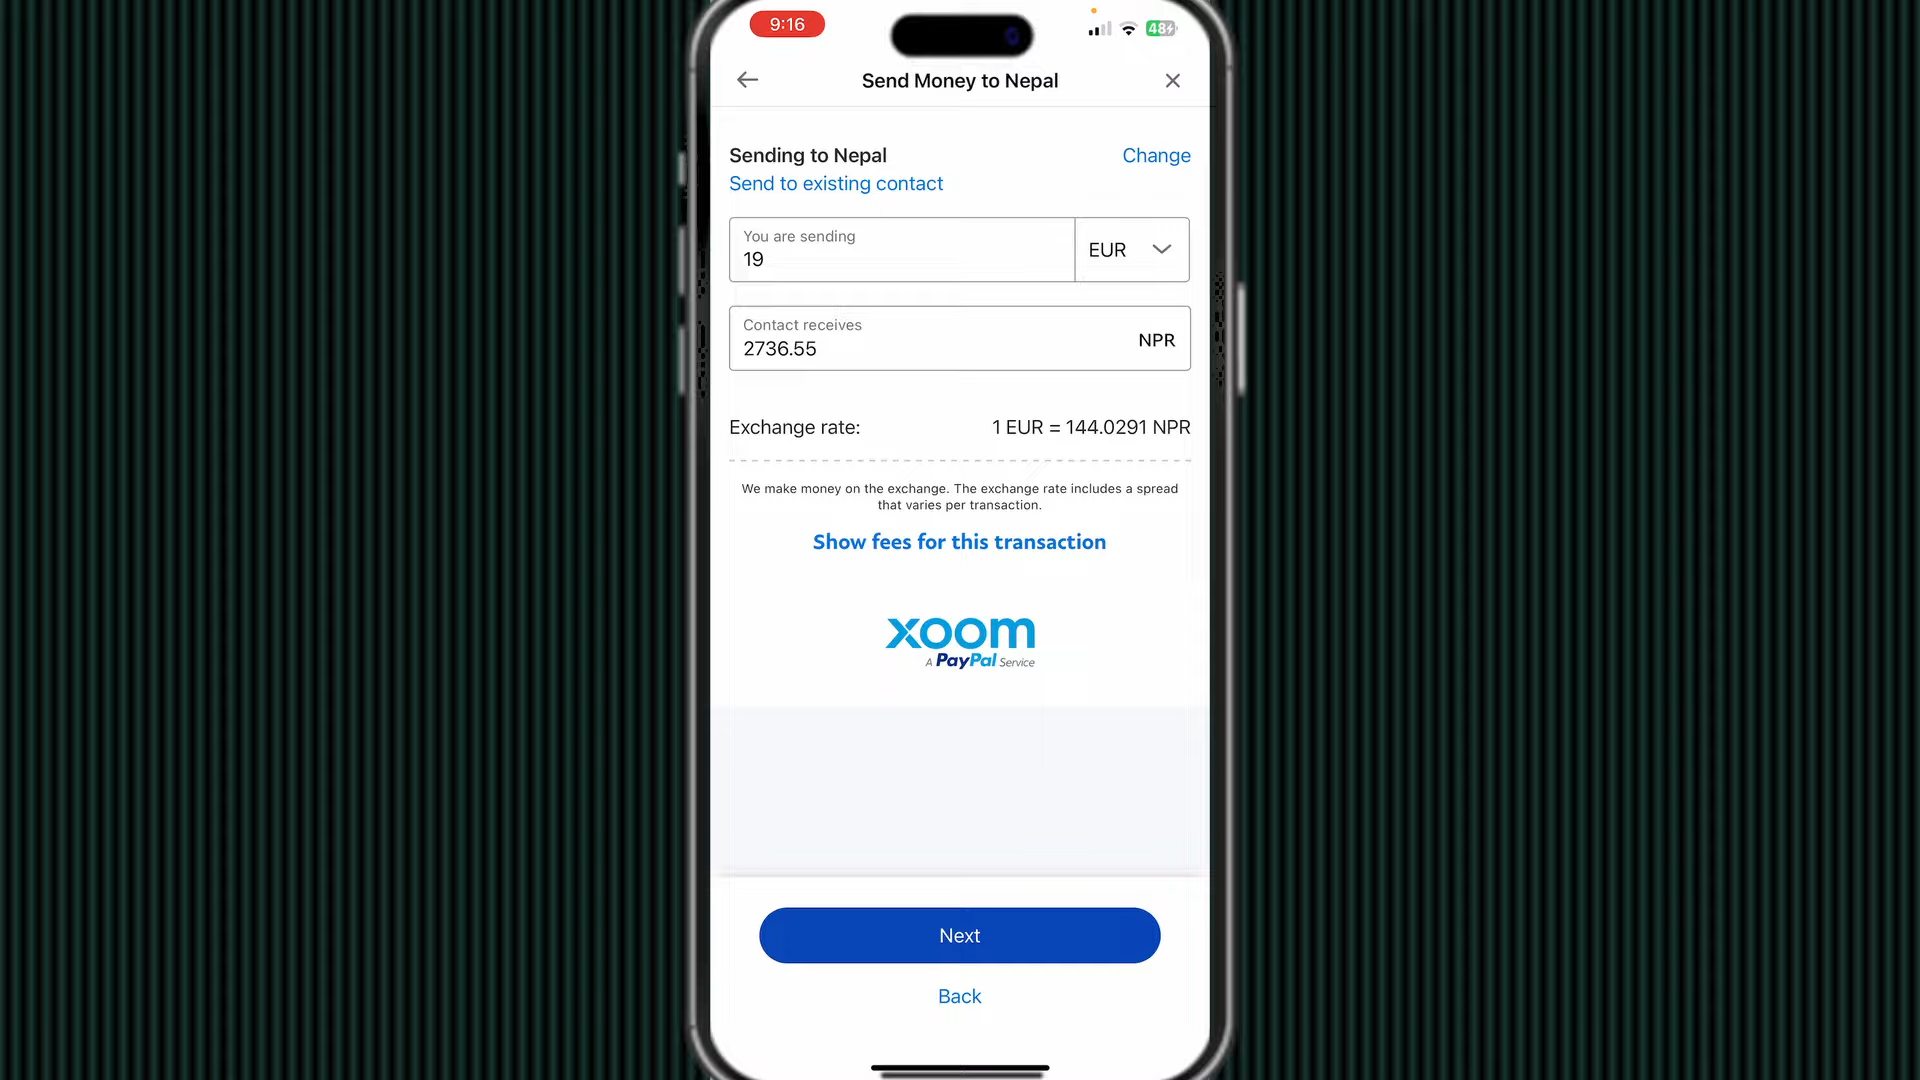 9:16
48
Send Money to Nepal
Sending to Nepal
Change
Send to existing contact
You are sending
19
EUR
Contact receives
2736.55
NPR
Exchange rate:
1 EUR = 144.0291 NPR
We make money on the exchange. The exchange rate includes a spread
that varies per transaction.
Show fees for this transaction
xoom
A PayPal Service
Next
Back